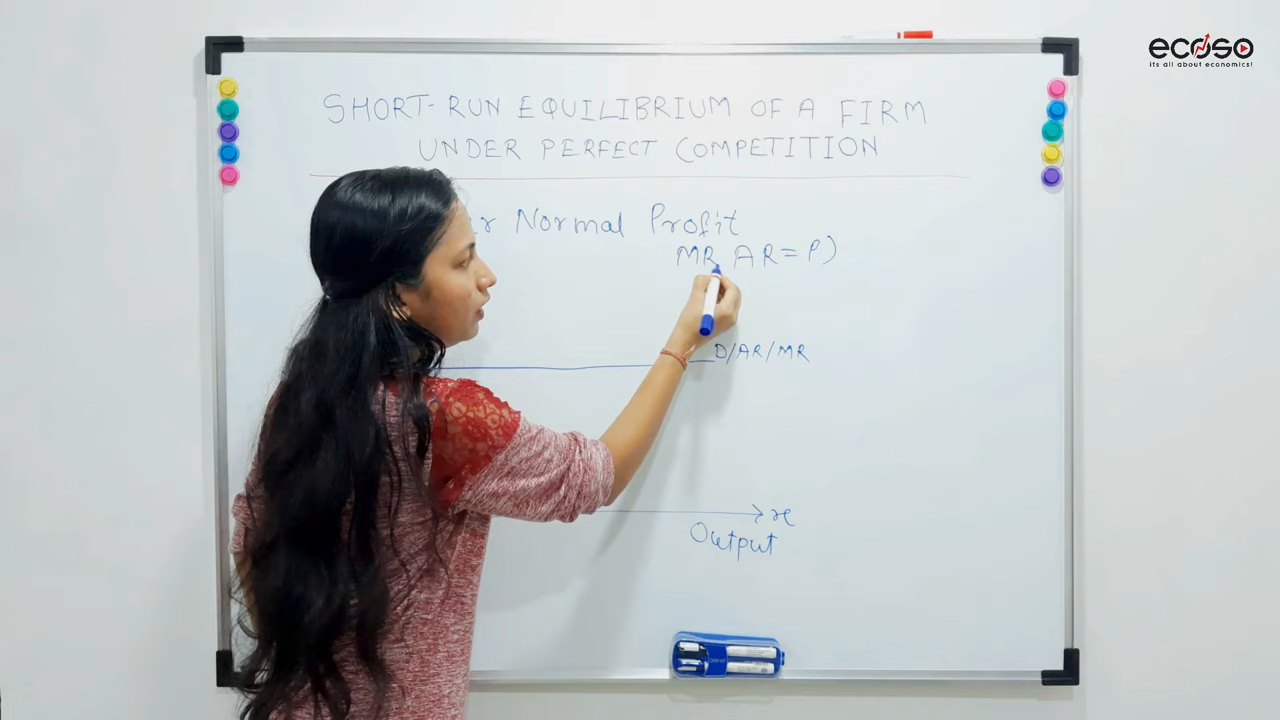 ecoso
its all about economics!
SHORT-RUN EQUILIBRIUM OF A FIRM
UNDER PERFECT COMPETITION
Normal Profit
MR AR = P)
D/AR/MR
x
Output